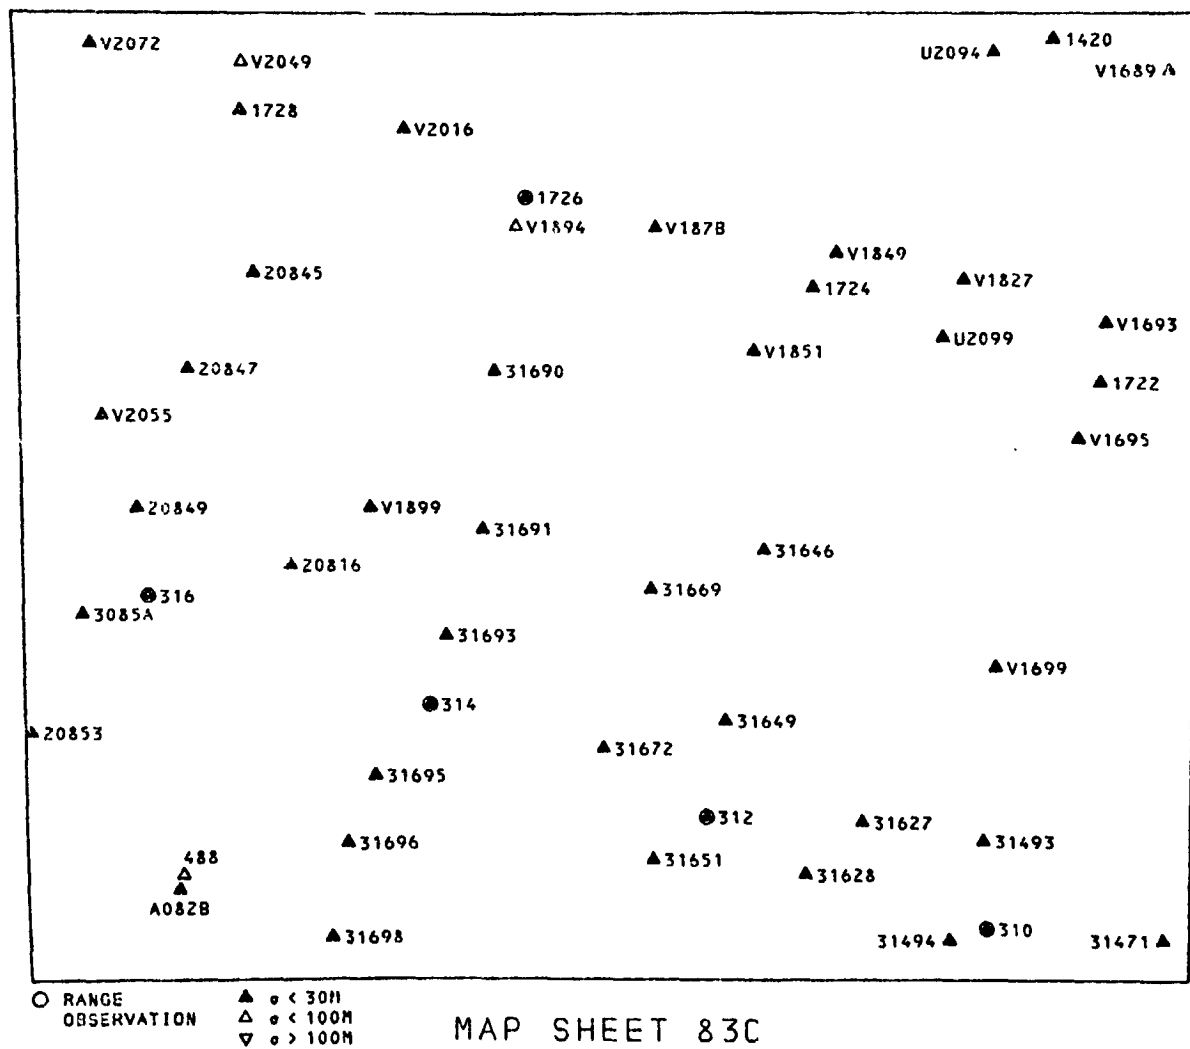 V2072
U2094
1420
V2049
V1689
1728
V2016
1726
V1894
V187B
V1849
20845
V1827
1724
V1693
U2099
V1851
20847
31690
1722
V2055
V1695
20849
V1899
31691
31646
20816
31669
316
3085A
31693
V1699
314
31649
20853
31672
31695
312
31627
31696
31493
488
31651
31628
A082B
310
31698
31494
31471
RANGE
OBSERVATION
σ < 30M
σ < 100M
σ > 100M
MAP SHEET 83C